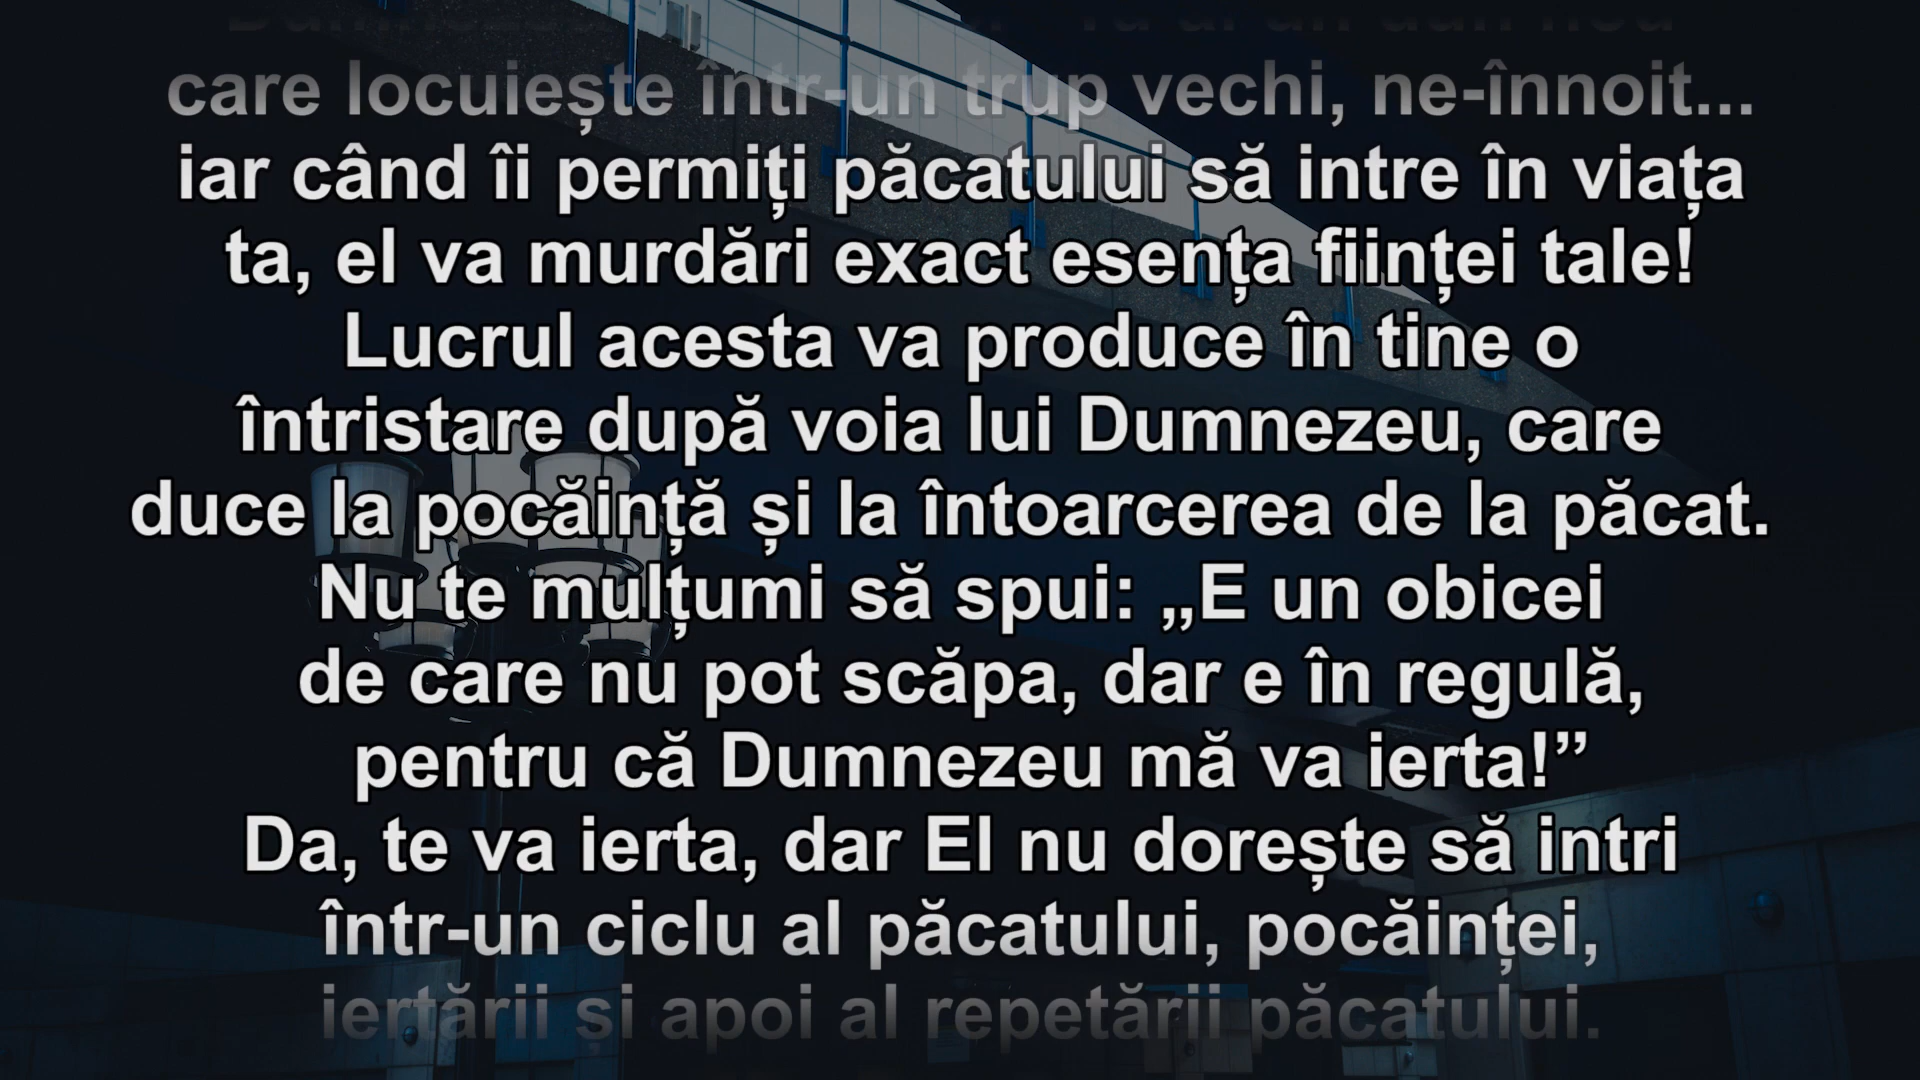 care locuiește într-un trup vechi, ne-înnoit...
iar când îi permiți păcatului să intre în viața
ta, el va murdări exact esența ființei tale!
Lucrul acesta va produce în tine o
întristare după voia lui Dumnezeu, care
duce la pocăință și la întoarcerea de la păcat.
Nu te mulțumi să spui: „E un obicei
de care nu pot scăpa, dar e în regulă,
pentru că Dumnezeu mă va ierta!”
Da, te va ierta, dar El nu dorește să intri
într-un ciclu al păcatului, pocăinței,
iertării și apoi al repetării păcatului.